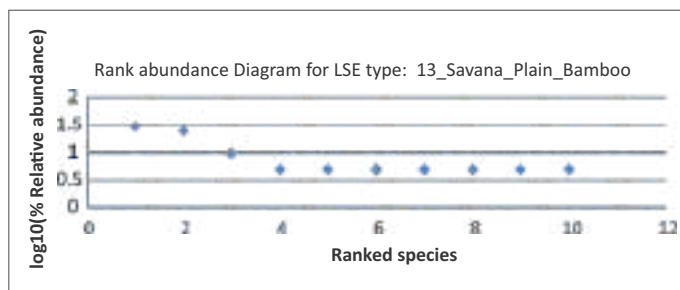 Rank abundance Diagram for LSE type: 13_Savana_Plain_Bamboo
log10(% Relative abundance)
2
1.5
1
0.5
0
0 2 4 6 8 10 12
Ranked species